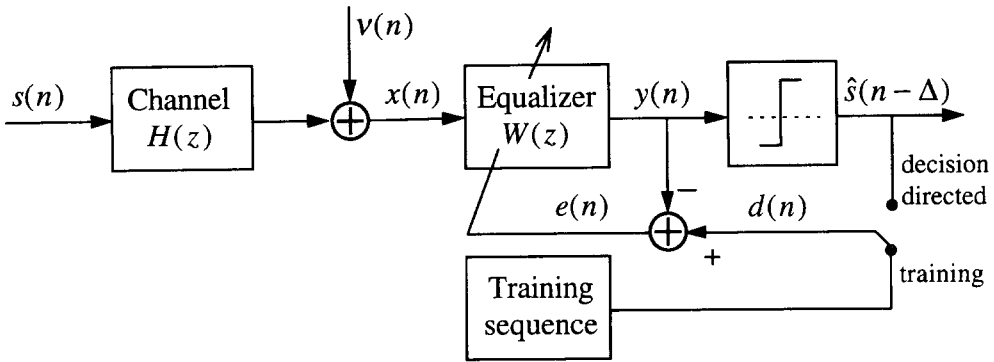 ν(n)
s(n)
Channel
H(z)
x(n)
Equalizer
W(z)
y(n)
ŝ(n − Δ)
decision
directed
e(n)
−
d(n)
+
training
Training
sequence